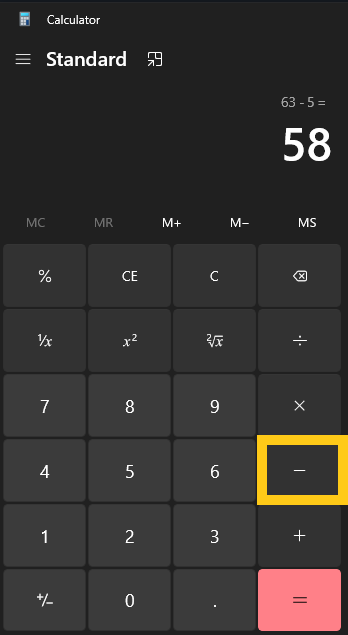 Calculator
Standard
63 - 5 =
58
MC MR M+ M− MS
% CE C
¹/x x² ²√x ÷
7 8 9 ×
4 5 6 −
1 2 3 +
+/− 0 . =